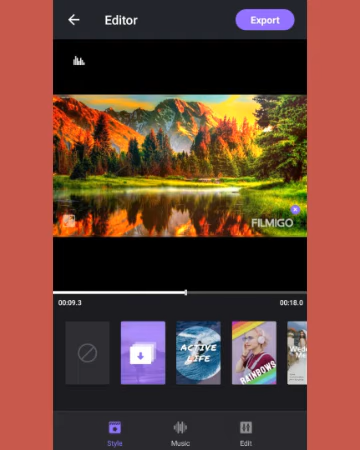 Editor
Export
FILMIGO
00:09.3
00:18.0
ACTIVE
LIFE
RAINBOWS
Style
Music
Edit